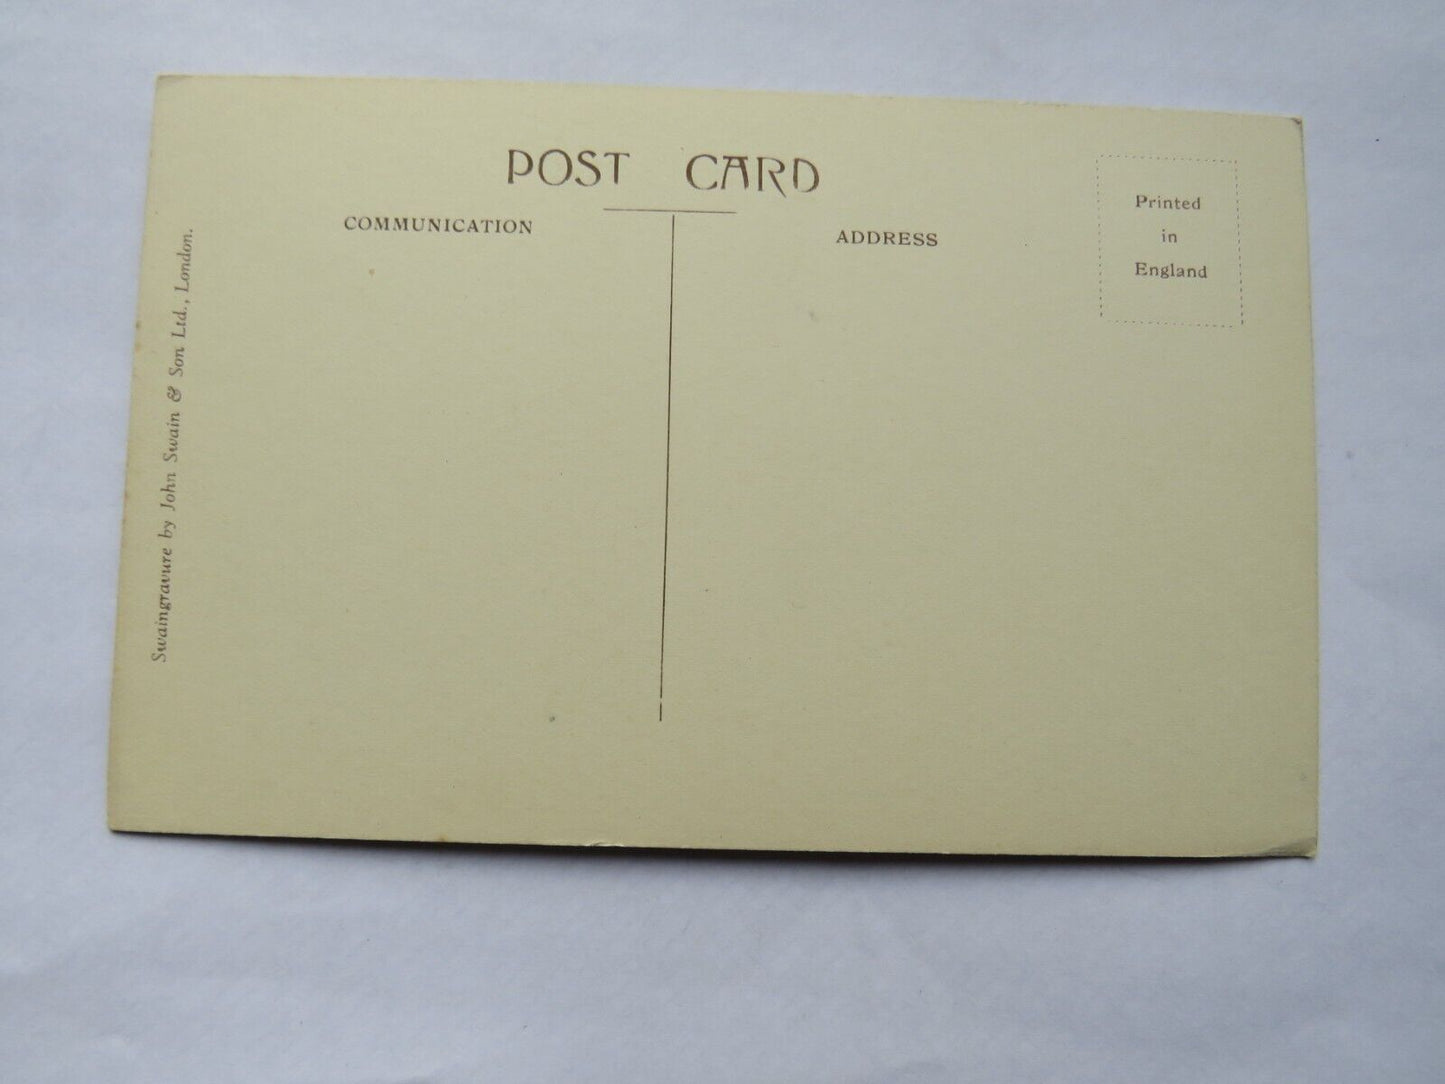 POST CARD
COMMUNICATION
ADDRESS
Printed
in
England
Swaingravure by John Swain & Son Ltd., London.